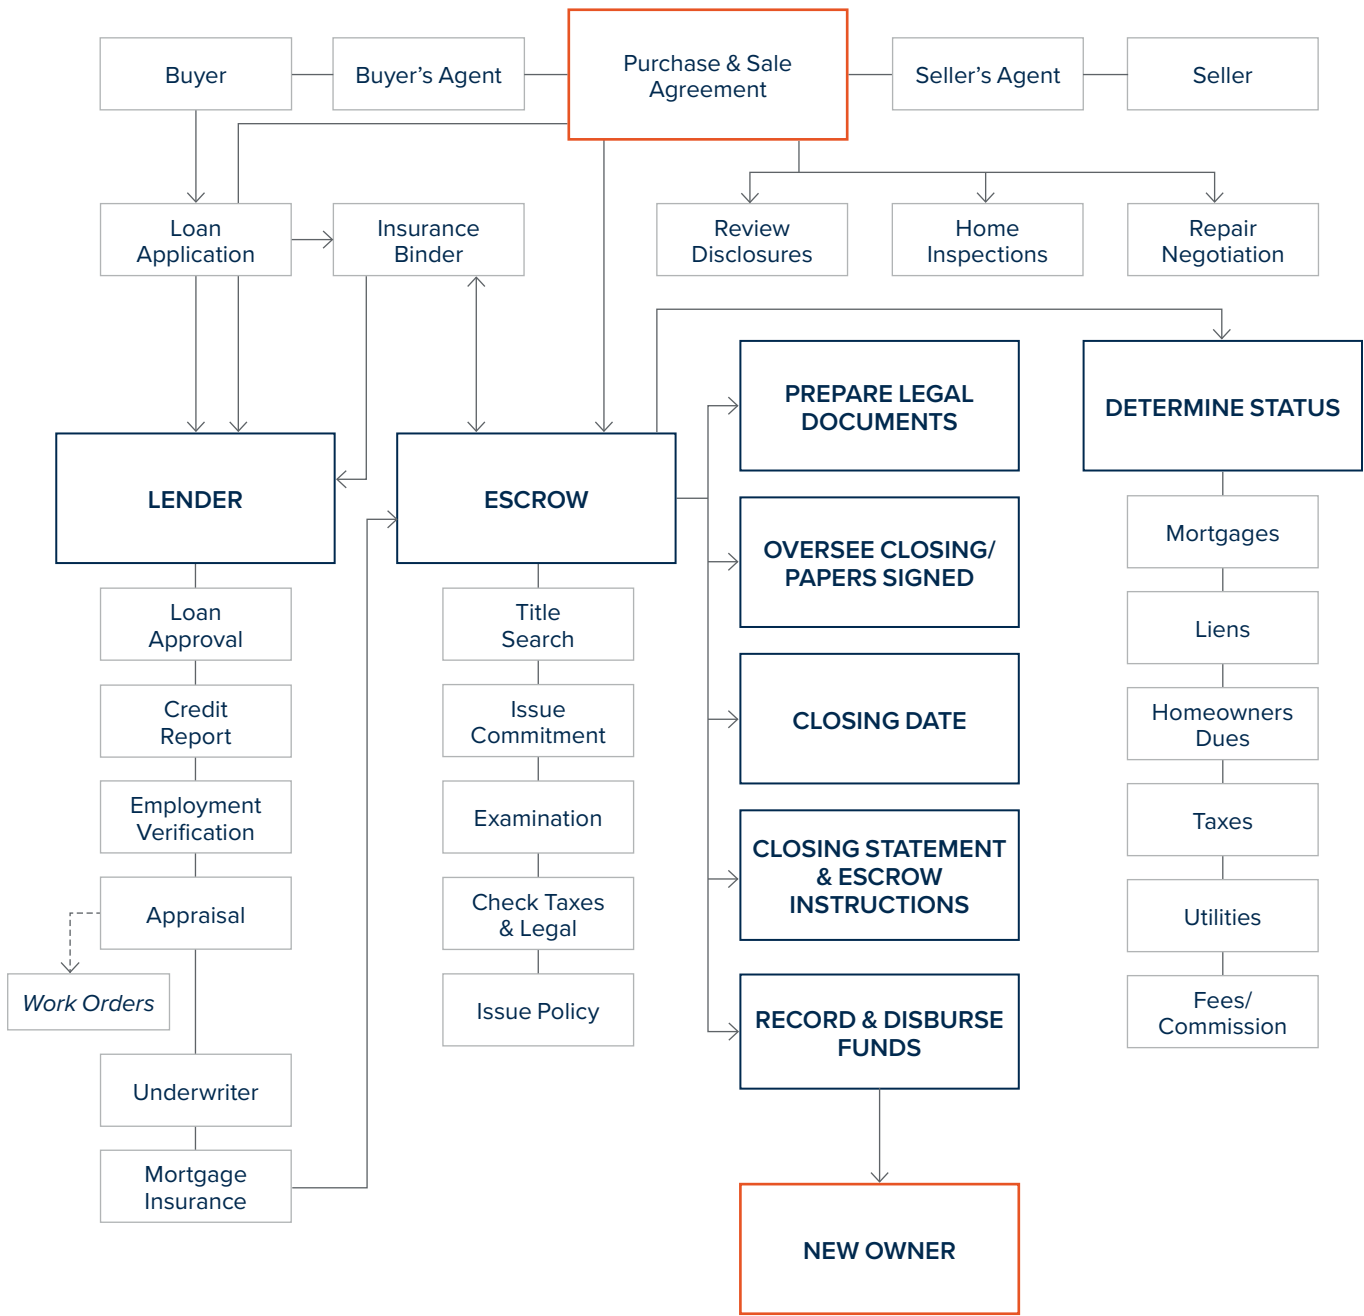 Buyer
Buyer’s Agent
Purchase & Sale
Agreement
Seller’s Agent
Seller
Loan
Application
Insurance
Binder
Review
Disclosures
Home
Inspections
Repair
Negotiation
LENDER
Loan
Approval
Credit
Report
Employment
Verification
Appraisal
Work Orders
Underwriter
Mortgage
Insurance
ESCROW
Title
Search
Issue
Commitment
Examination
Check Taxes
& Legal
Issue Policy
PREPARE LEGAL
DOCUMENTS
OVERSEE CLOSING/
PAPERS SIGNED
CLOSING DATE
CLOSING STATEMENT
& ESCROW
INSTRUCTIONS
RECORD & DISBURSE
FUNDS
NEW OWNER
DETERMINE STATUS
Mortgages
Liens
Homeowners
Dues
Taxes
Utilities
Fees/
Commission